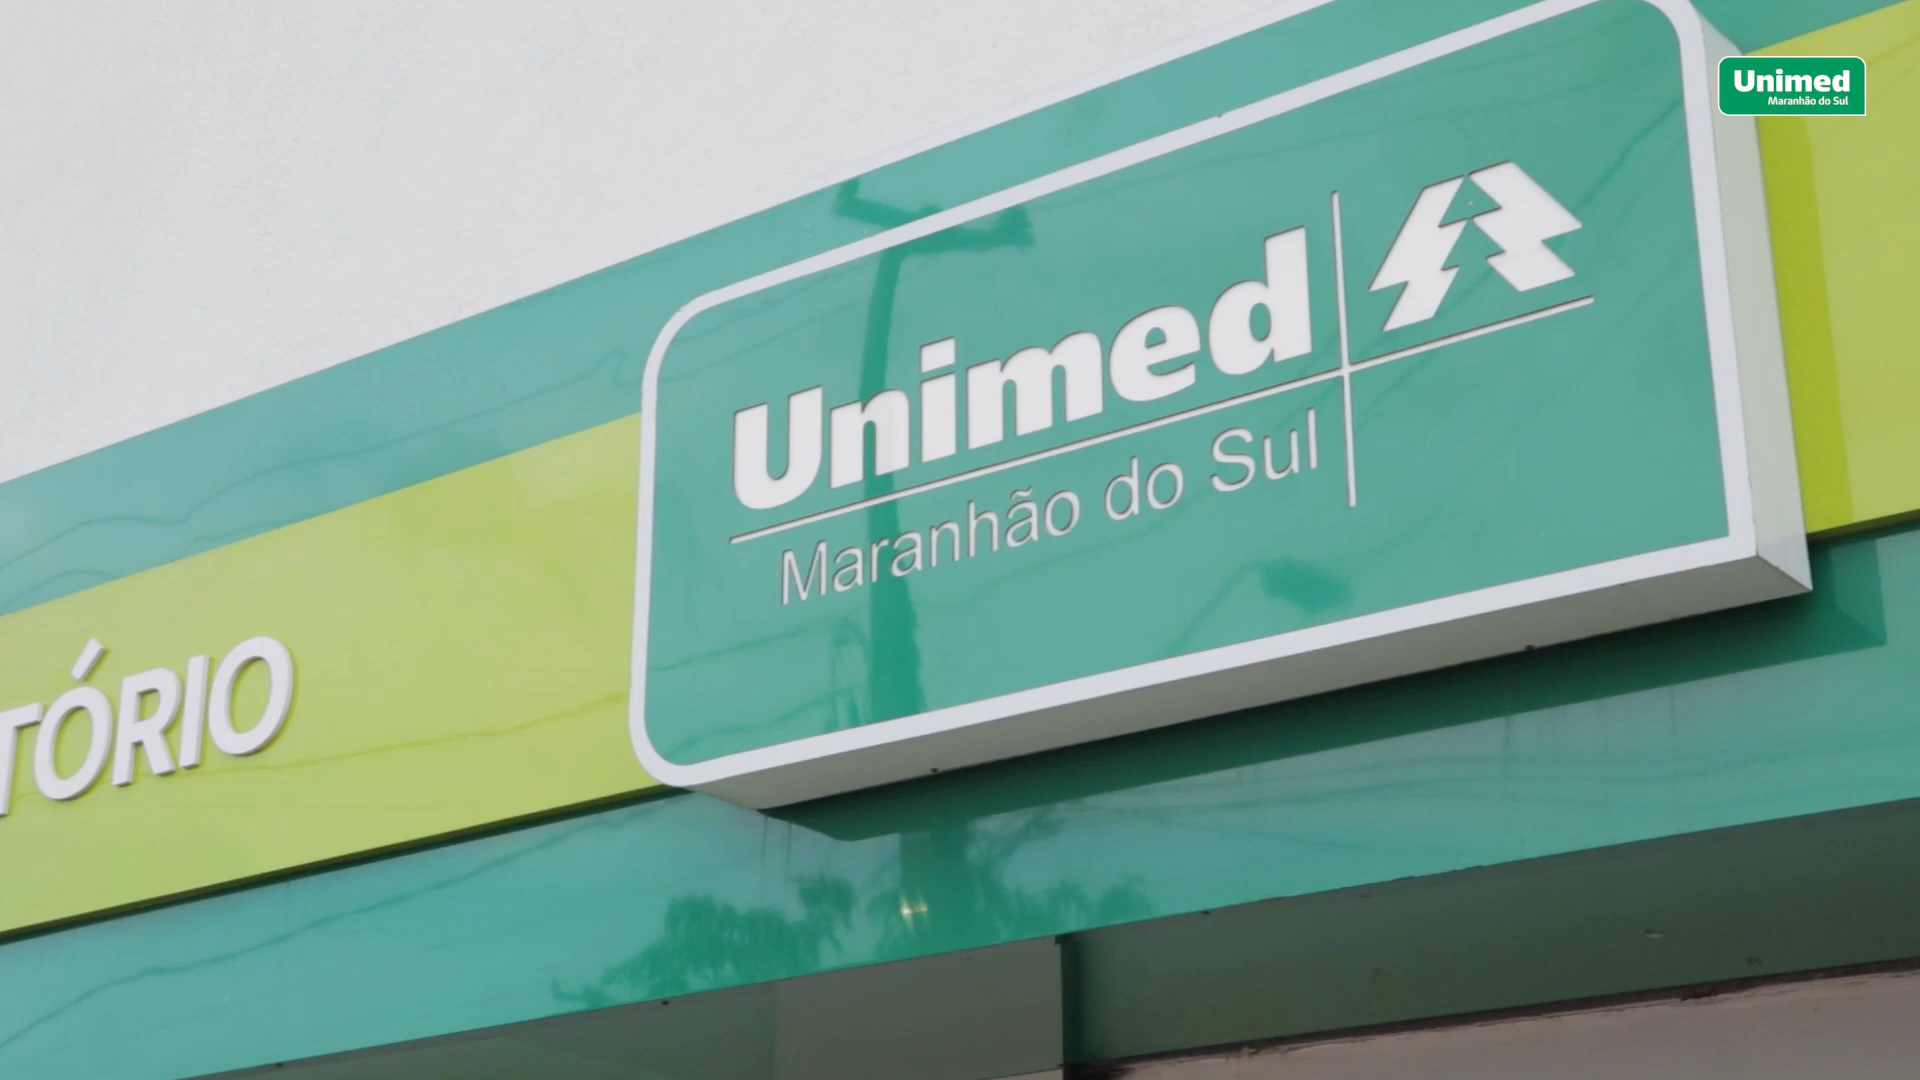 Unimed
Maranhão do Sul
Unimed
Maranhão do Sul
TÓRIO